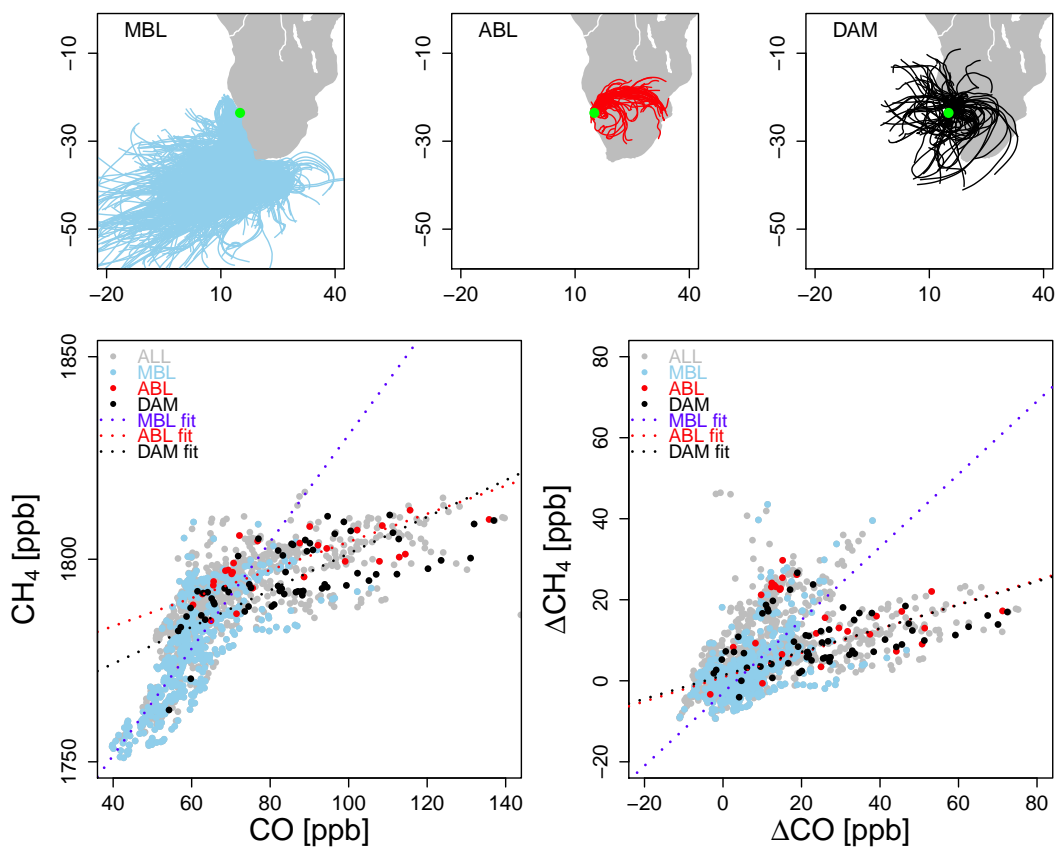 MBL
−10
−30
−50
−20
10
40
ABL
−10
−30
−50
−20
10
40
DAM
−10
−30
−50
−20
10
40
ALL
MBL
ABL
DAM
MBL fit
ABL fit
DAM fit
1850
1800
1750
CH₄ [ppb]
40 60 80 100 120 140
CO [ppb]
ALL
MBL
ABL
DAM
MBL fit
ABL fit
DAM fit
80
60
40
20
0
−20
ΔCH₄ [ppb]
−20 0 20 40 60 80
ΔCO [ppb]